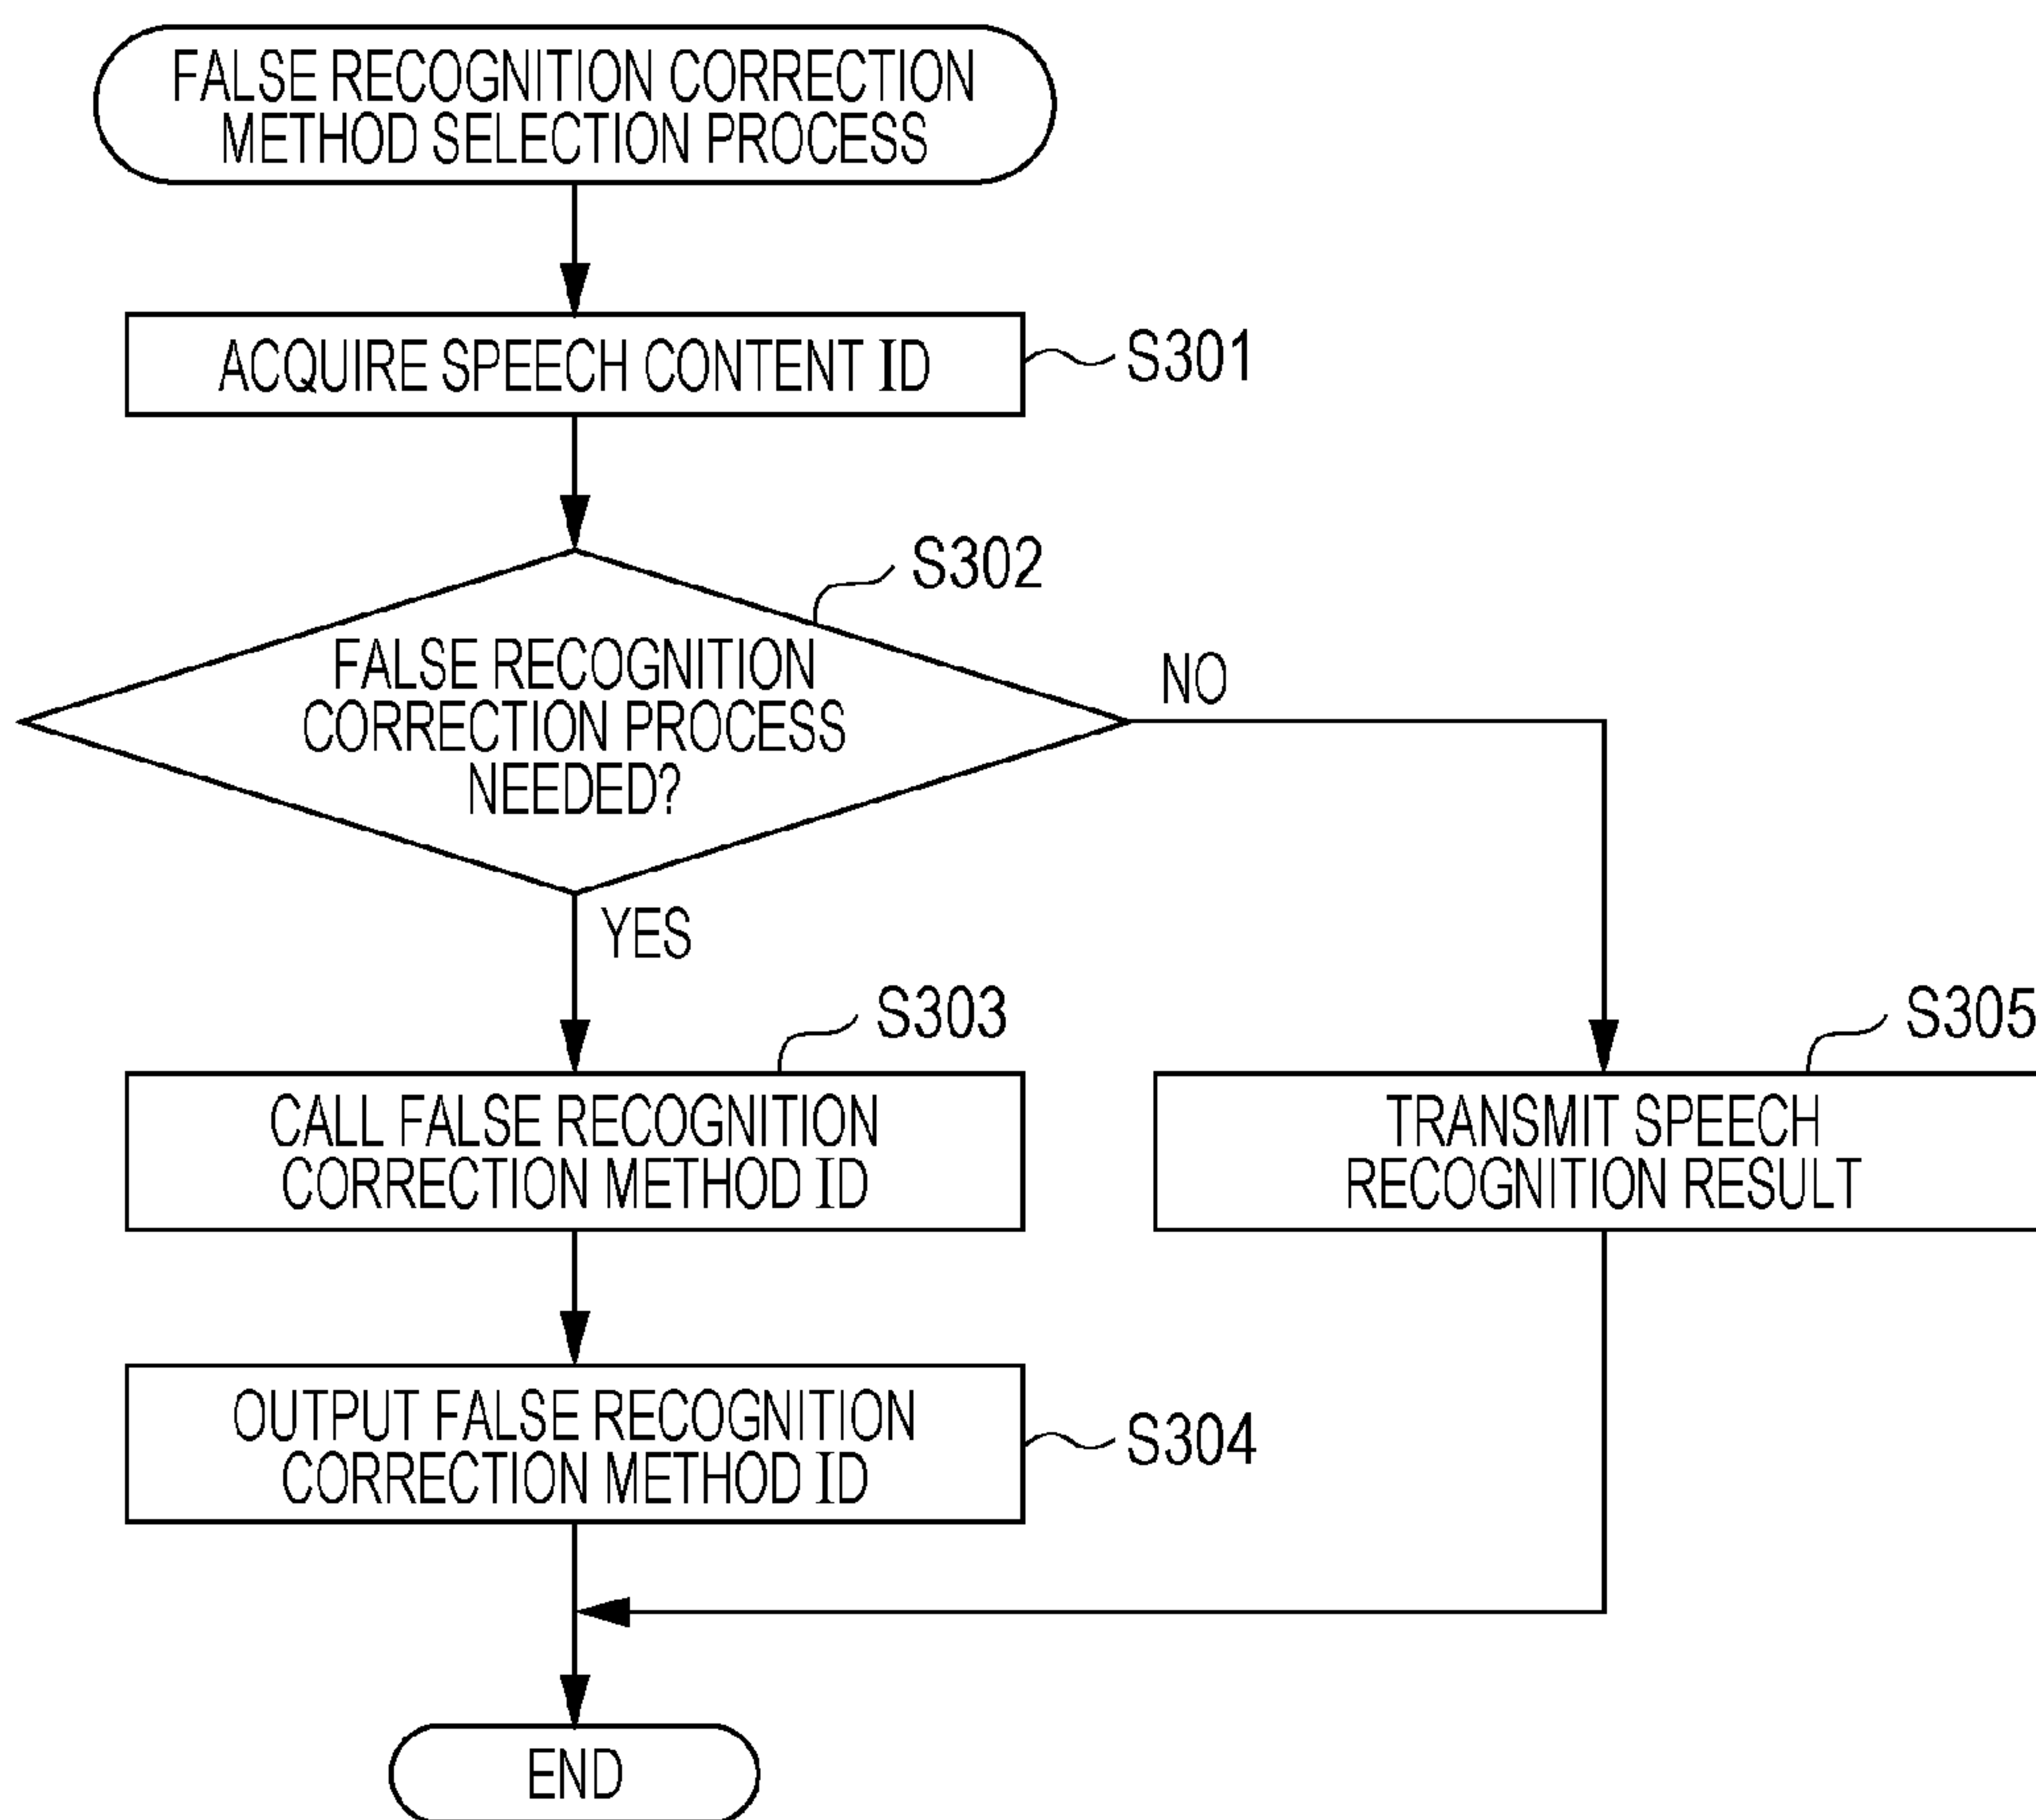 FALSE RECOGNITION CORRECTION
METHOD SELECTION PROCESS
ACQUIRE SPEECH CONTENT ID
S301
S302
FALSE RECOGNITION
CORRECTION PROCESS
NEEDED?
NO
YES
S303
CALL FALSE RECOGNITION
CORRECTION METHOD ID
S305
TRANSMIT SPEECH
RECOGNITION RESULT
OUTPUT FALSE RECOGNITION
CORRECTION METHOD ID
S304
END